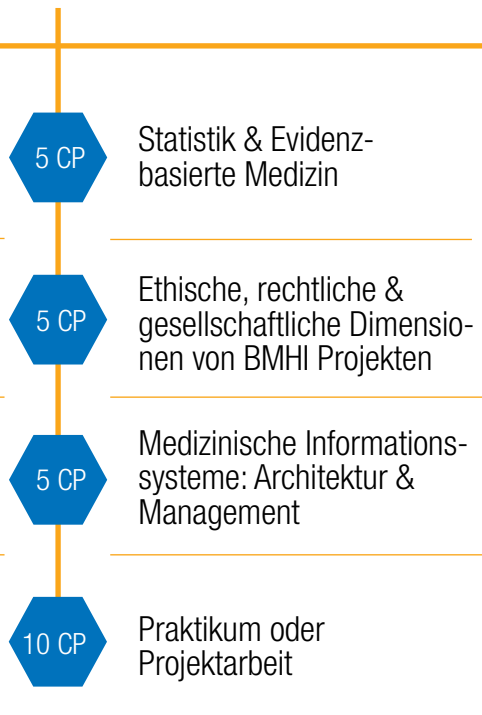 5 CP
Statistik & Evidenz-
basierte Medizin
5 CP
Ethische, rechtliche &
gesellschaftliche Dimensio-
nen von BMHI Projekten
5 CP
Medizinische Informations-
systeme: Architektur &
Management
10 CP
Praktikum oder
Projektarbeit